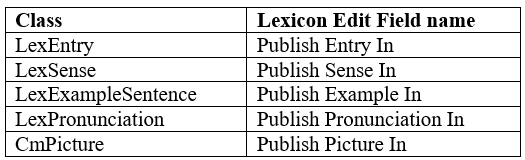 Class Lexicon Edit Field name
LexEntry Publish Entry In
LexSense Publish Sense In
LexExampleSentence Publish Example In
LexPronunciation Publish Pronunciation In
CmPicture Publish Picture In